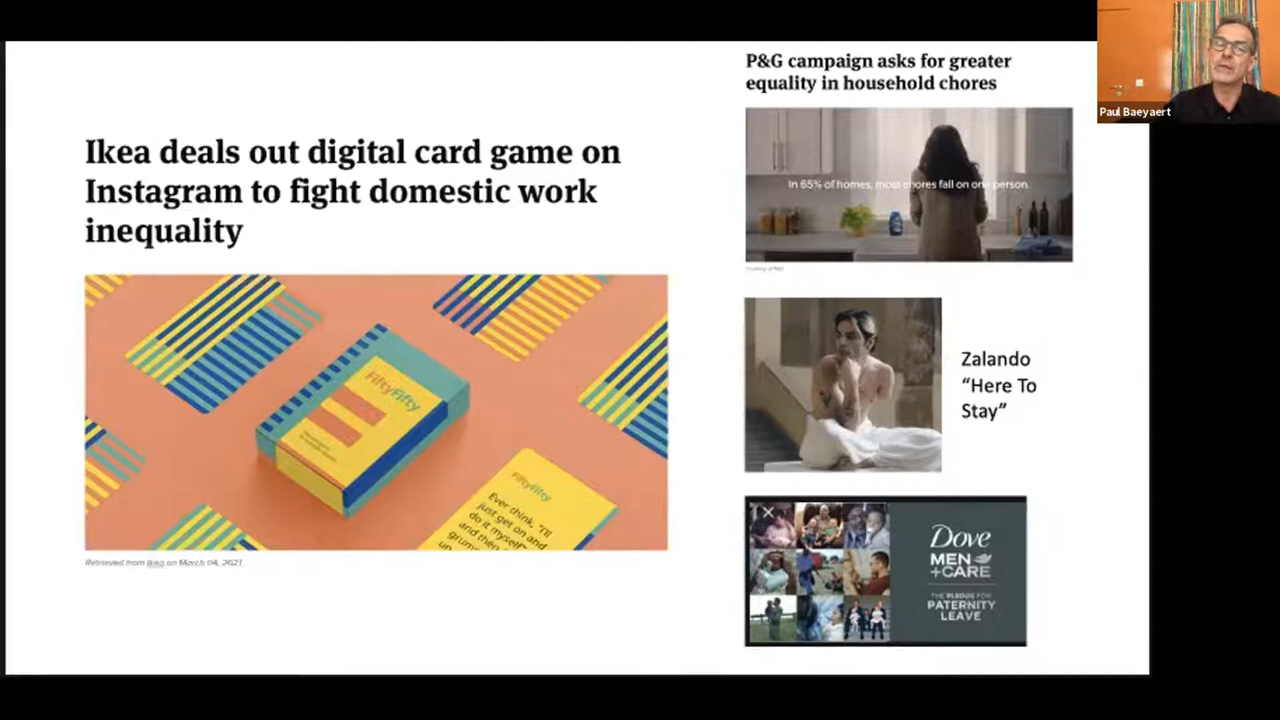 Ikea deals out digital card game on
Instagram to fight domestic work
inequality
FiftyFifty
FiftyFifty
Ever think, "I'll
just get on and
do it myself"
and then
Retrieved from Ikea on March 04, 2021
P&G campaign asks for greater
equality in household chores
In 65% of homes, most chores fall on one person.
Zalando
“Here To
Stay”
Dove
MEN
+CARE
THE PLEDGE FOR
PATERNITY
LEAVE
Paul Baeyaert